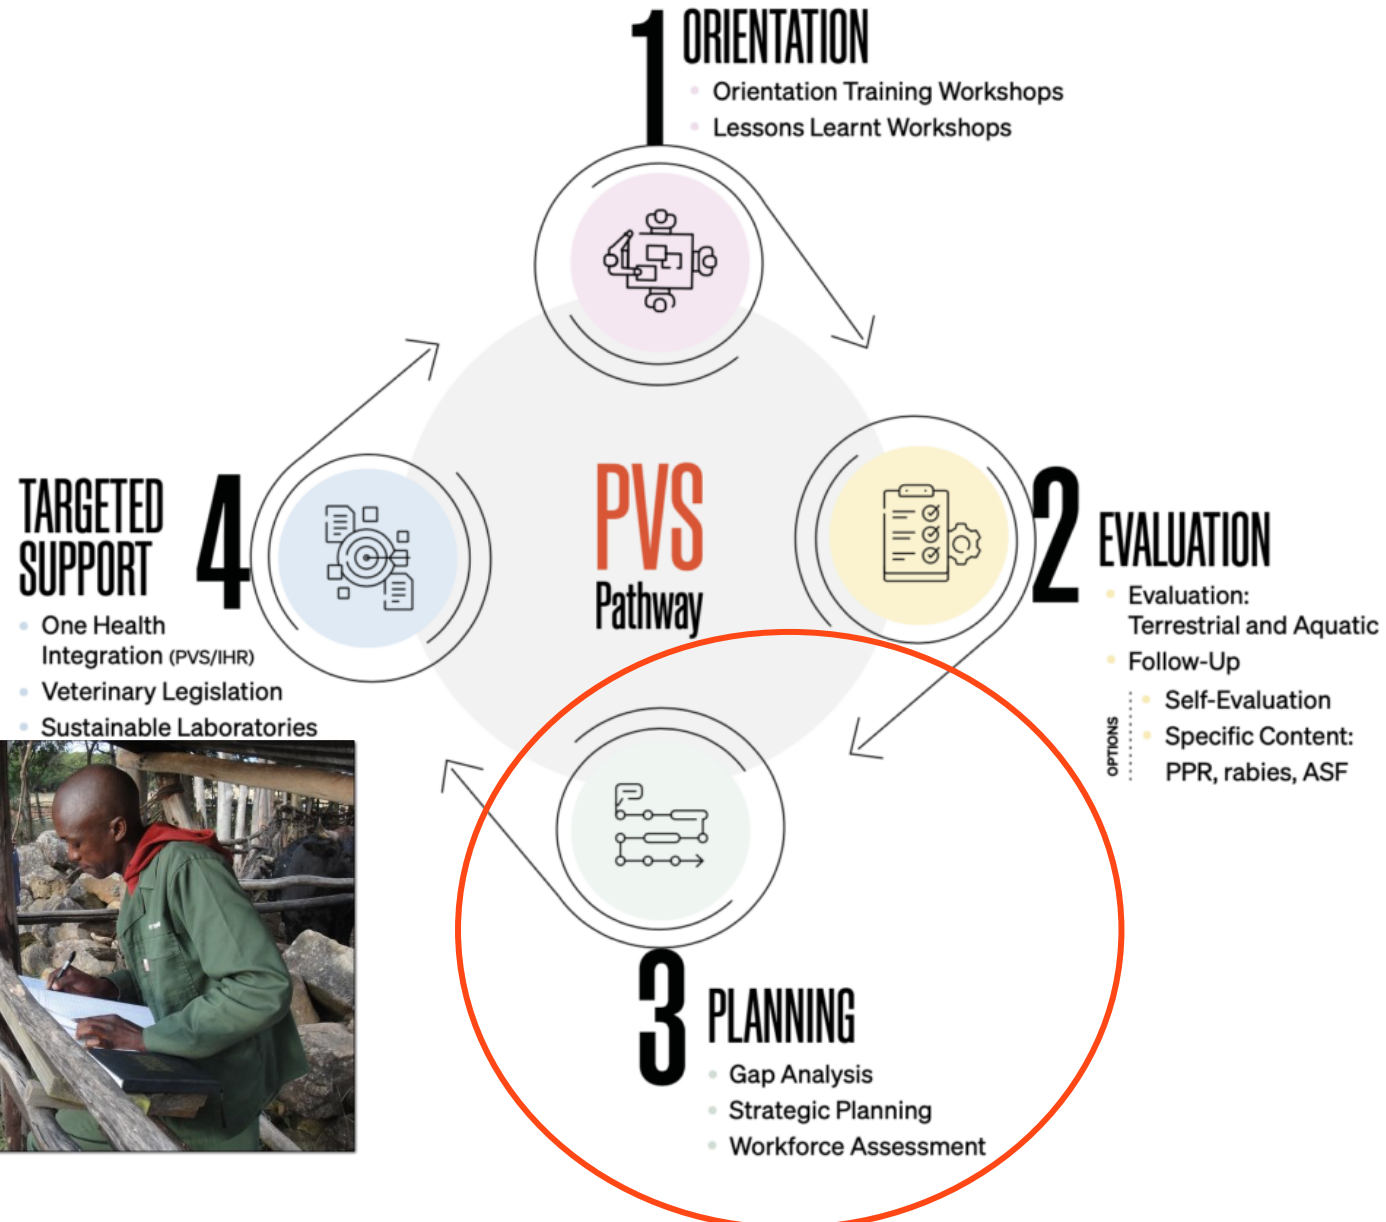 1 ORIENTATION
Orientation Training Workshops
Lessons Learnt Workshops
PVS
Pathway
2 EVALUATION
Evaluation:
Terrestrial and Aquatic
Follow-Up
OPTIONS
Self-Evaluation
Specific Content:
PPR, rabies, ASF
3 PLANNING
Gap Analysis
Strategic Planning
Workforce Assessment
TARGETED
SUPPORT
4
One Health
Integration (PVS/IHR)
Veterinary Legislation
Sustainable Laboratories